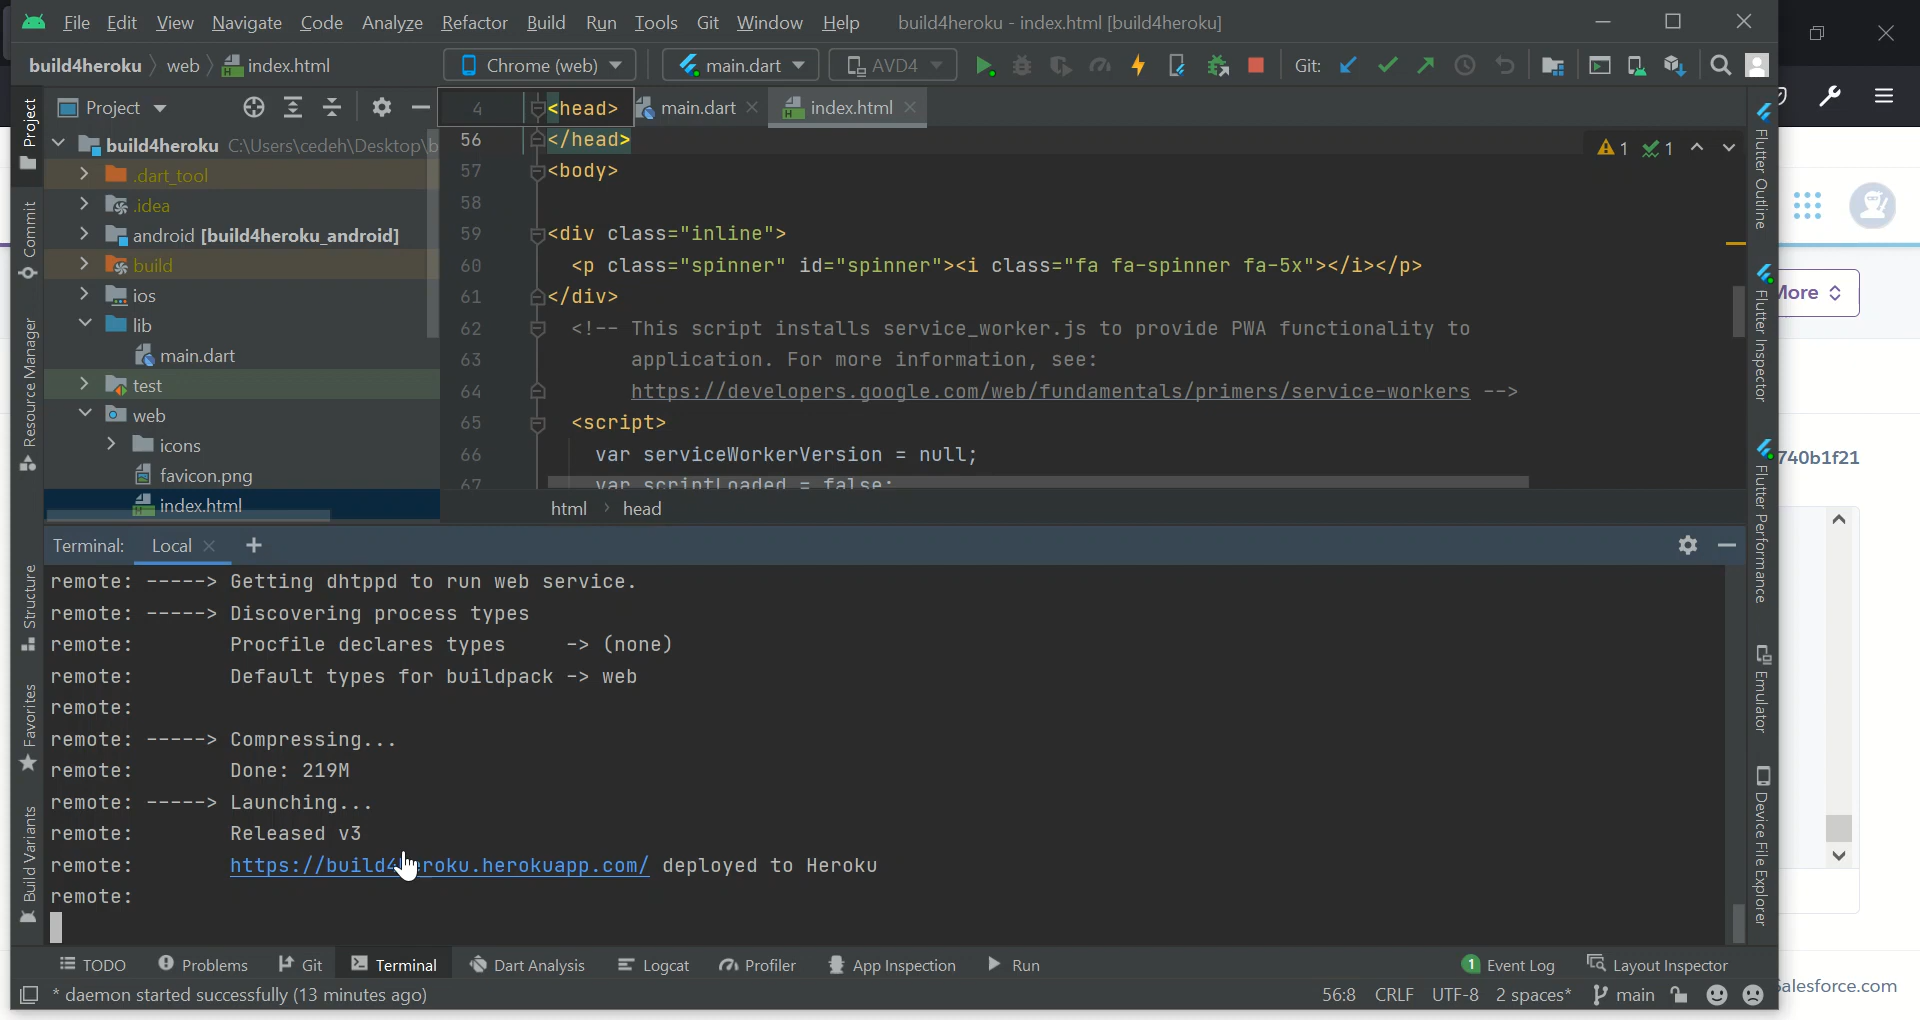 File Edit View Navigate Code Analyze Refactor Build Run Tools Git Window Help build4heroku - index.html [build4heroku]
build4heroku web index.html Chrome (web) main.dart AVD4 Git:
Project
4 <head> main.dart index.html
build4heroku C:\Users\cedeh\Desktop\b
56 </head>
1 1
.dart_tool
57 <body>
.idea
58
android [build4heroku_android]
59 <div class="inline">
build
60 <p class="spinner" id="spinner"><i class="fa fa-spinner fa-5x"></i></p>
ios
61 </div>
lib
62 <!-- This script installs service_worker.js to provide PWA functionality to
main.dart
63 application. For more information, see:
test
64 https://developers.google.com/web/fundamentals/primers/service-workers -->
web
65 <script>
icons
66 var serviceWorkerVersion = null;
favicon.png
67 var scriptLoaded = false;
index.html
html head
Terminal: Local
remote: -----> Getting dhtppd to run web service.
remote: -----> Discovering process types
remote: Procfile declares types -> (none)
remote: Default types for buildpack -> web
remote:
remote: -----> Compressing...
remote: Done: 219M
remote: -----> Launching...
remote: Released v3
remote: https://build4heroku.herokuapp.com/ deployed to Heroku
remote:
TODO Problems Git Terminal Dart Analysis Logcat Profiler App Inspection Run 1 Event Log Layout Inspector
* daemon started successfully (13 minutes ago) 56:8 CRLF UTF-8 2 spaces* main
Project
Commit
Resource Manager
Structure
Favorites
Build Variants
Flutter Outline
Flutter Inspector
Flutter Performance
Emulator
Device File Explorer
More
740b1f21
salesforce.com